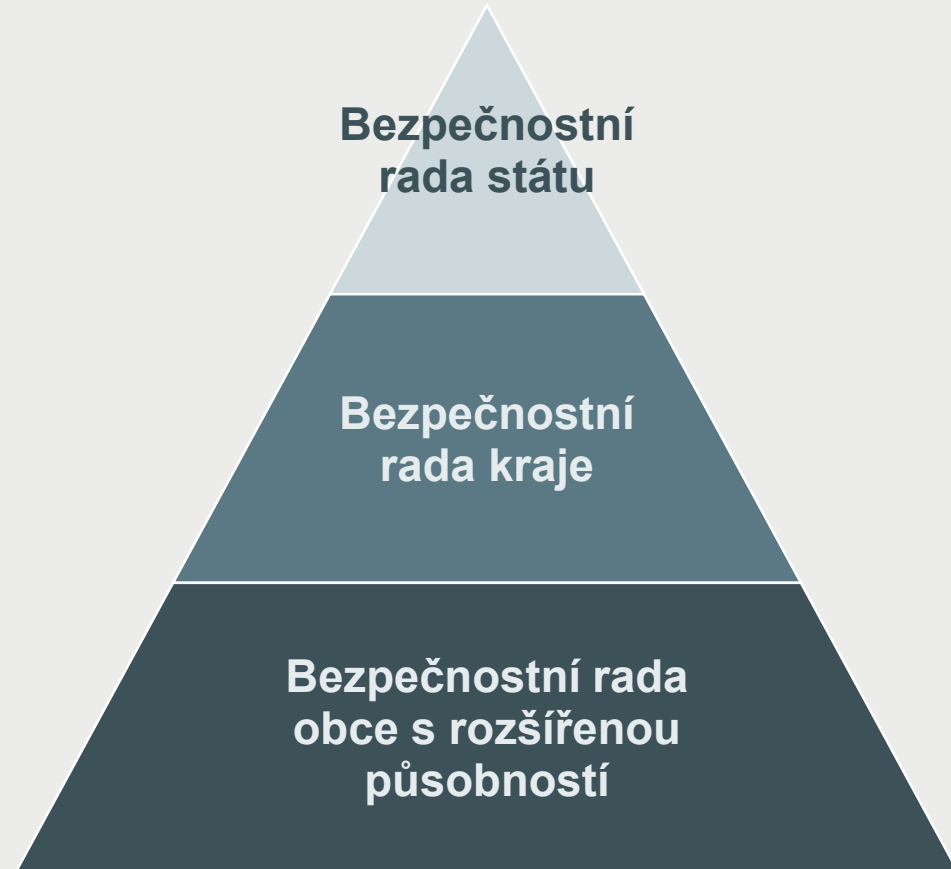 Bezpečnostní
rada státu
Bezpečnostní
rada kraje
Bezpečnostní rada
obce s rozšířenou
působností